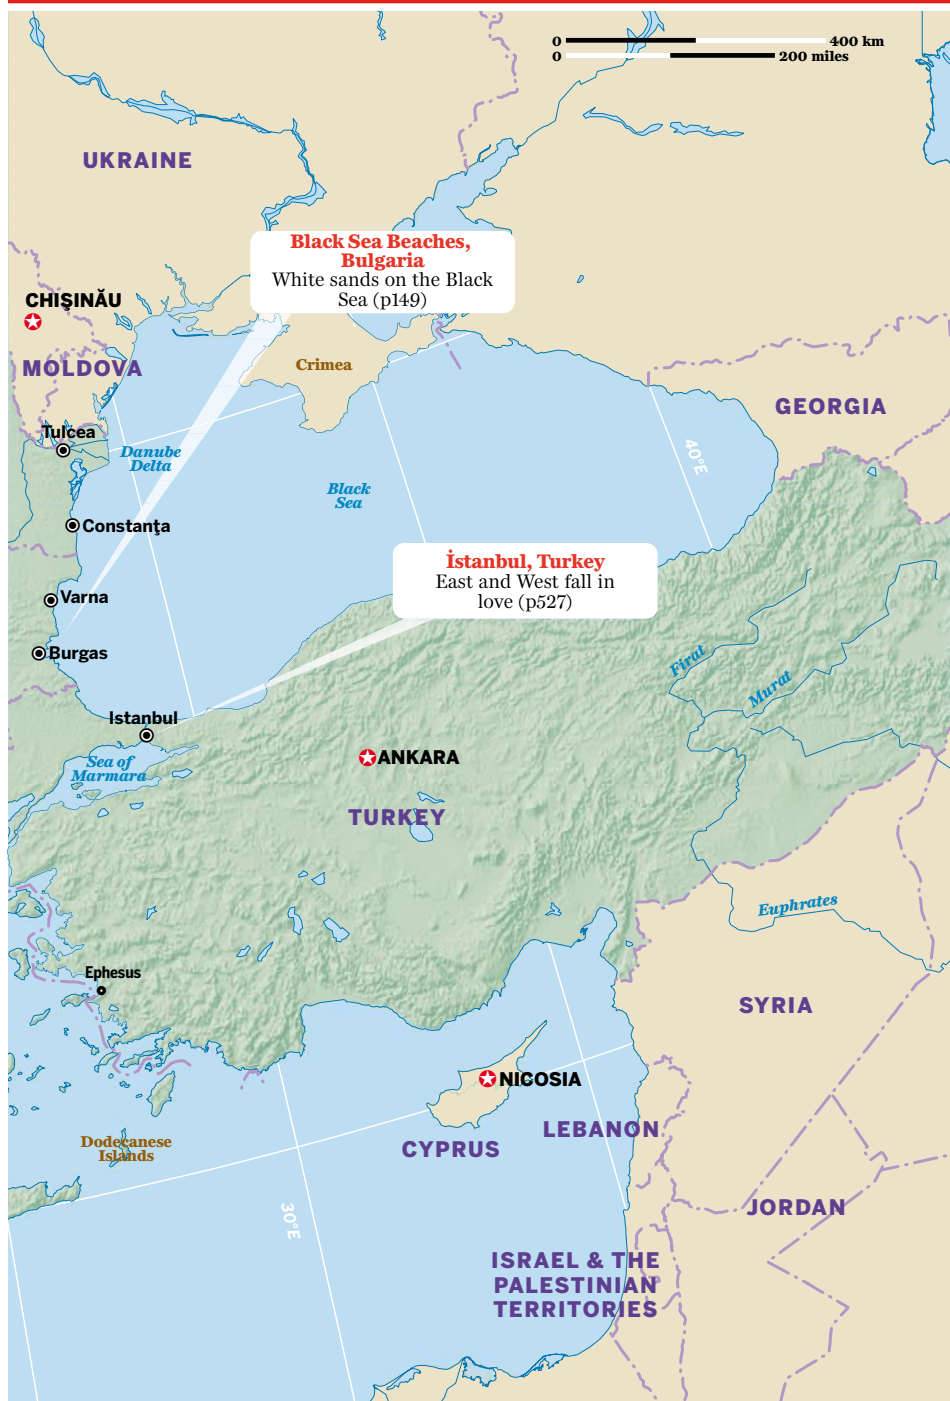 0 400 km
0 200 miles
UKRAINE
Black Sea Beaches,
Bulgaria
White sands on the Black
Sea (p149)
CHIŞINĂU
MOLDOVA
Crimea
GEORGIA
Tulcea
Danube
Delta
40°E
Black
Sea
Constanţa
İstanbul, Turkey
East and West fall in
love (p527)
Varna
Burgas
Fırat
Murat
Istanbul
Sea of
Marmara
ANKARA
TURKEY
Euphrates
Ephesus
SYRIA
NICOSIA
LEBANON
Dodecanese
Islands
CYPRUS
JORDAN
30°E
ISRAEL & THE
PALESTINIAN
TERRITORIES